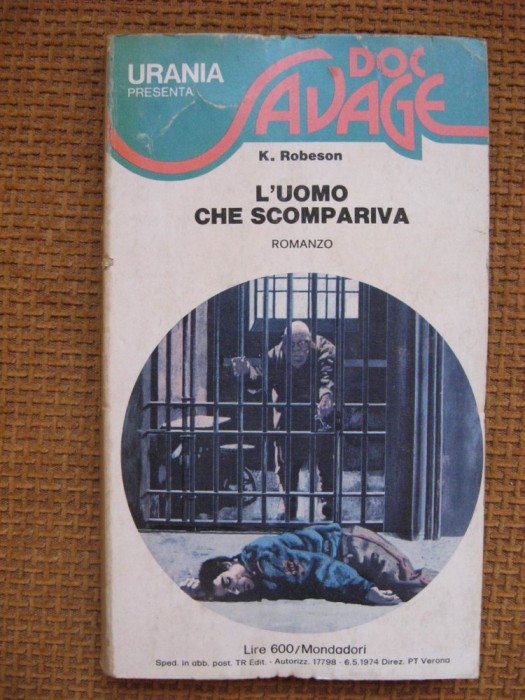 URANIA
PRESENTA
DOC
SAVAGE
K. Robeson
L'UOMO
CHE SCOMPARIVA
ROMANZO
Lire 600/Mondadori
Sped. in abb. post. TR Edit. - Autorizz. 17798 - 6.5.1974 Direz. PT Verona